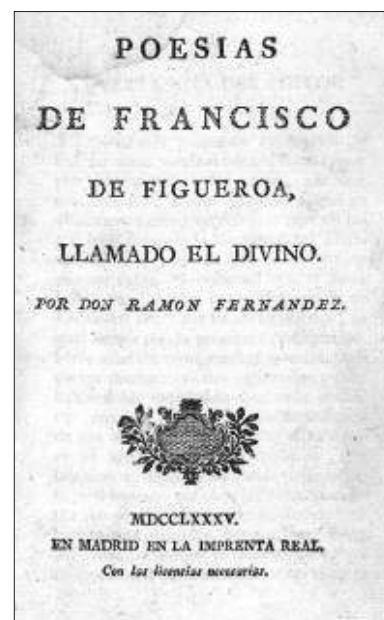 POESIAS
DE FRANCISCO
DE FIGUEROA,
LLAMADO EL DIVINO.
POR DON RAMON FERNANDEZ.
MDCCLXXXV.
EN MADRID EN LA IMPRENTA REAL.
Con las licencias necesarias.